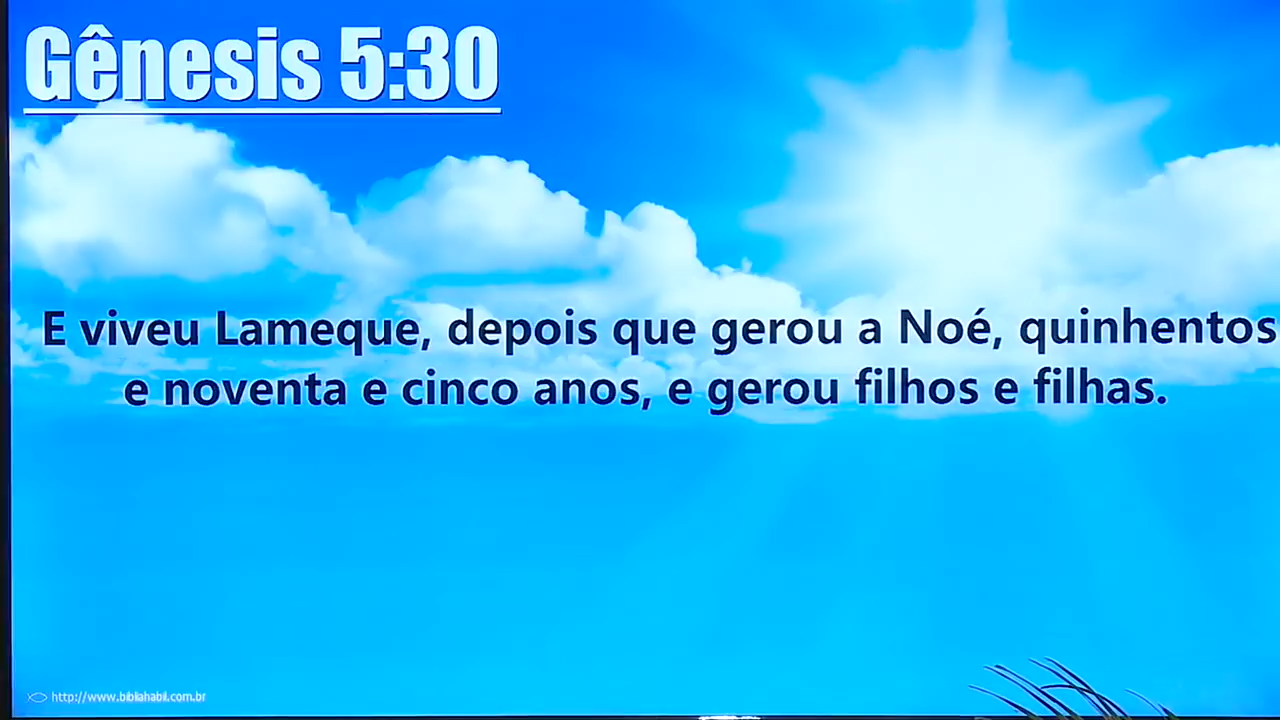 Gênesis 5:30
E viveu Lameque, depois que gerou a Noé, quinhentos
e noventa e cinco anos, e gerou filhos e filhas.
http://www.bibliahabil.com.br